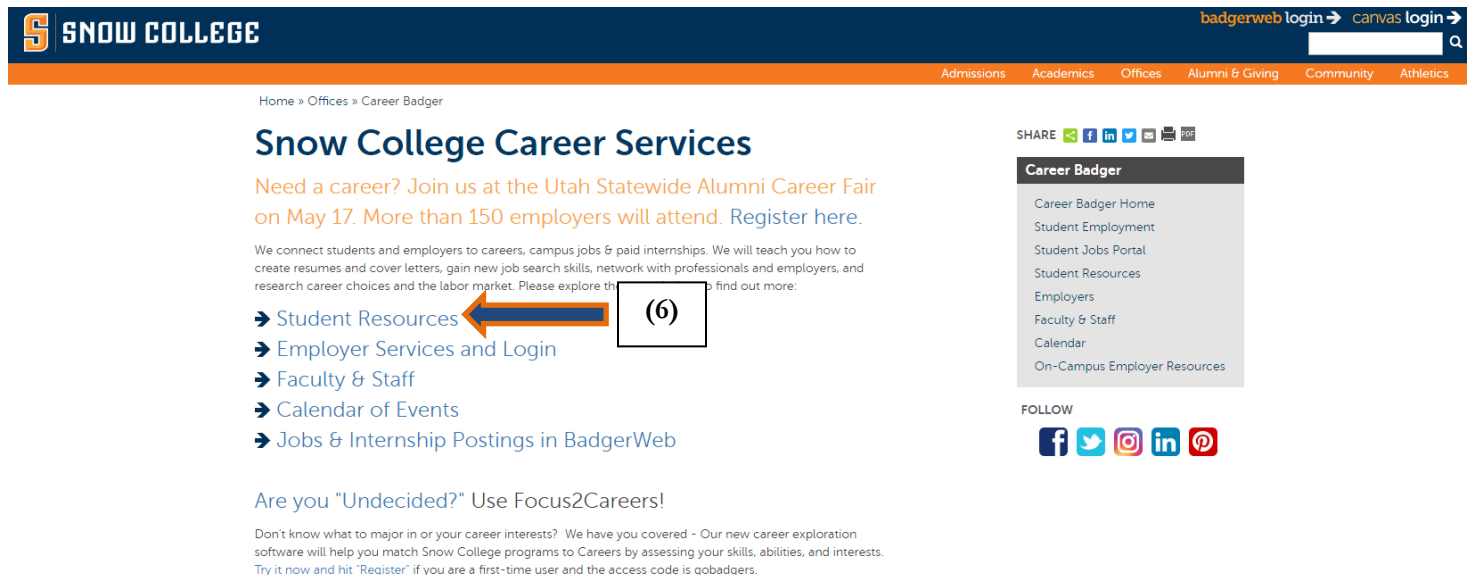 SNOW COLLEGE
badgerweb login → canvas login →
Admissions Academics Offices Alumni & Giving Community Athletics
Home » Offices » Career Badger
Snow College Career Services
Need a career? Join us at the Utah Statewide Alumni Career Fair
on May 17. More than 150 employers will attend. Register here.
We connect students and employers to careers, campus jobs & paid internships. We will teach you how to
create resumes and cover letters, gain new job search skills, network with professionals and employers, and
research career choices and the labor market. Please explore find out more:
(6)
→ Student Resources
→ Employer Services and Login
→ Faculty & Staff
→ Calendar of Events
→ Jobs & Internship Postings in BadgerWeb
Are you "Undecided?" Use Focus2Careers!
Don't know what to major in or your career interests? We have you covered - Our new career exploration
software will help you match Snow College programs to Careers by assessing your skills, abilities, and interests.
Try it now and hit "Register" if you are a first-time user and the access code is gobadgers.
SHARE
PDF
Career Badger
Career Badger Home
Student Employment
Student Jobs Portal
Student Resources
Employers
Faculty & Staff
Calendar
On-Campus Employer Resources
FOLLOW